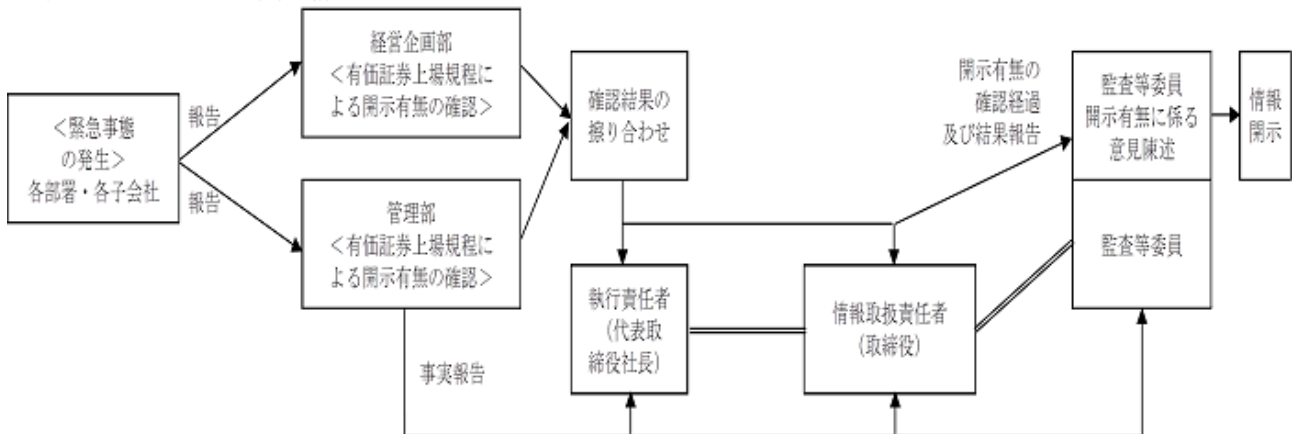 <緊急事態
の発生>
各部署・各子会社
報告
報告
経営企画部
<有価証券上場規程に
よる開示有無の確認>
管理部
<有価証券上場規程に
よる開示有無の確認>
確認結果の
擦り合わせ
開示有無の
確認経過
及び結果報告
監査等委員
開示有無に係る
意見陳述
情報
開示
監査等委員
執行責任者
(代表取
締役社長)
情報取扱責任者
(取締役)
事実報告